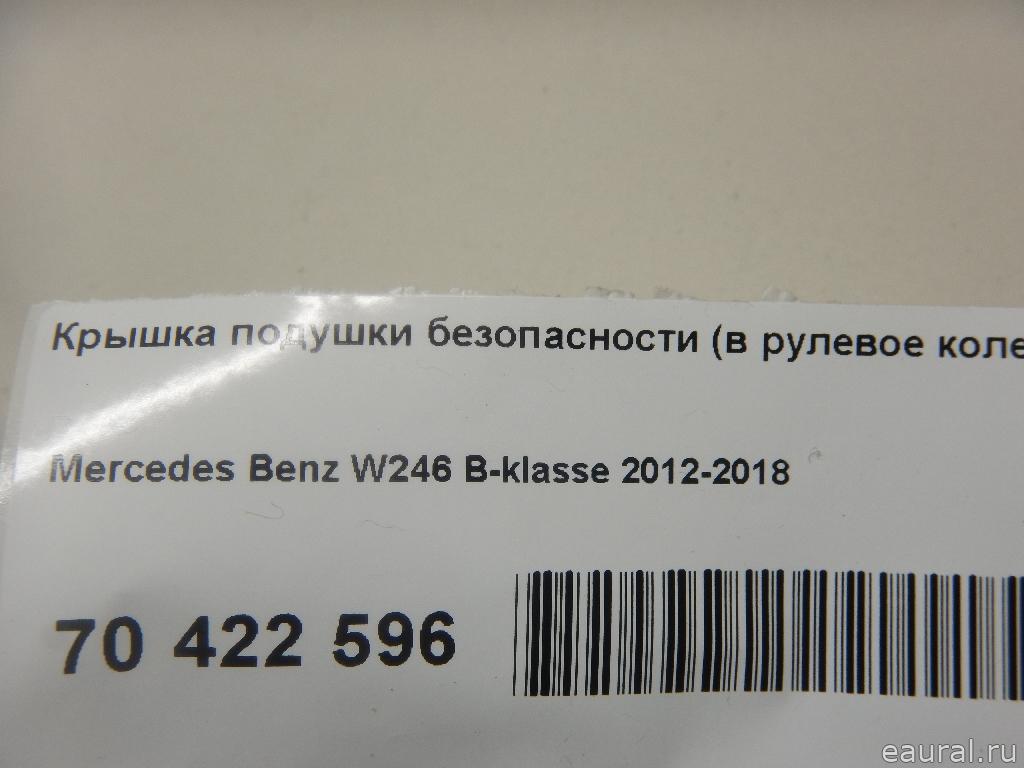 Крышка подушки безопасности (в рулевое коле
Mercedes Benz W246 B-klasse 2012-2018
70 422 596
eaural.ru